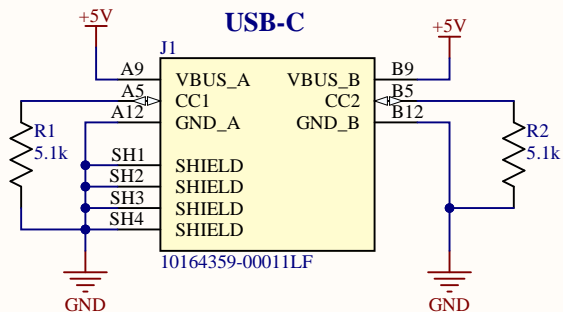 USB-C
+5V
+5V
J1
A9 VBUS_A VBUS_B B9
A5 CC1 CC2 B5
A12 GND_A GND_B B12
R1
5.1k
R2
5.1k
SH1 SHIELD
SH2 SHIELD
SH3 SHIELD
SH4 SHIELD
10164359-00011LF
GND
GND